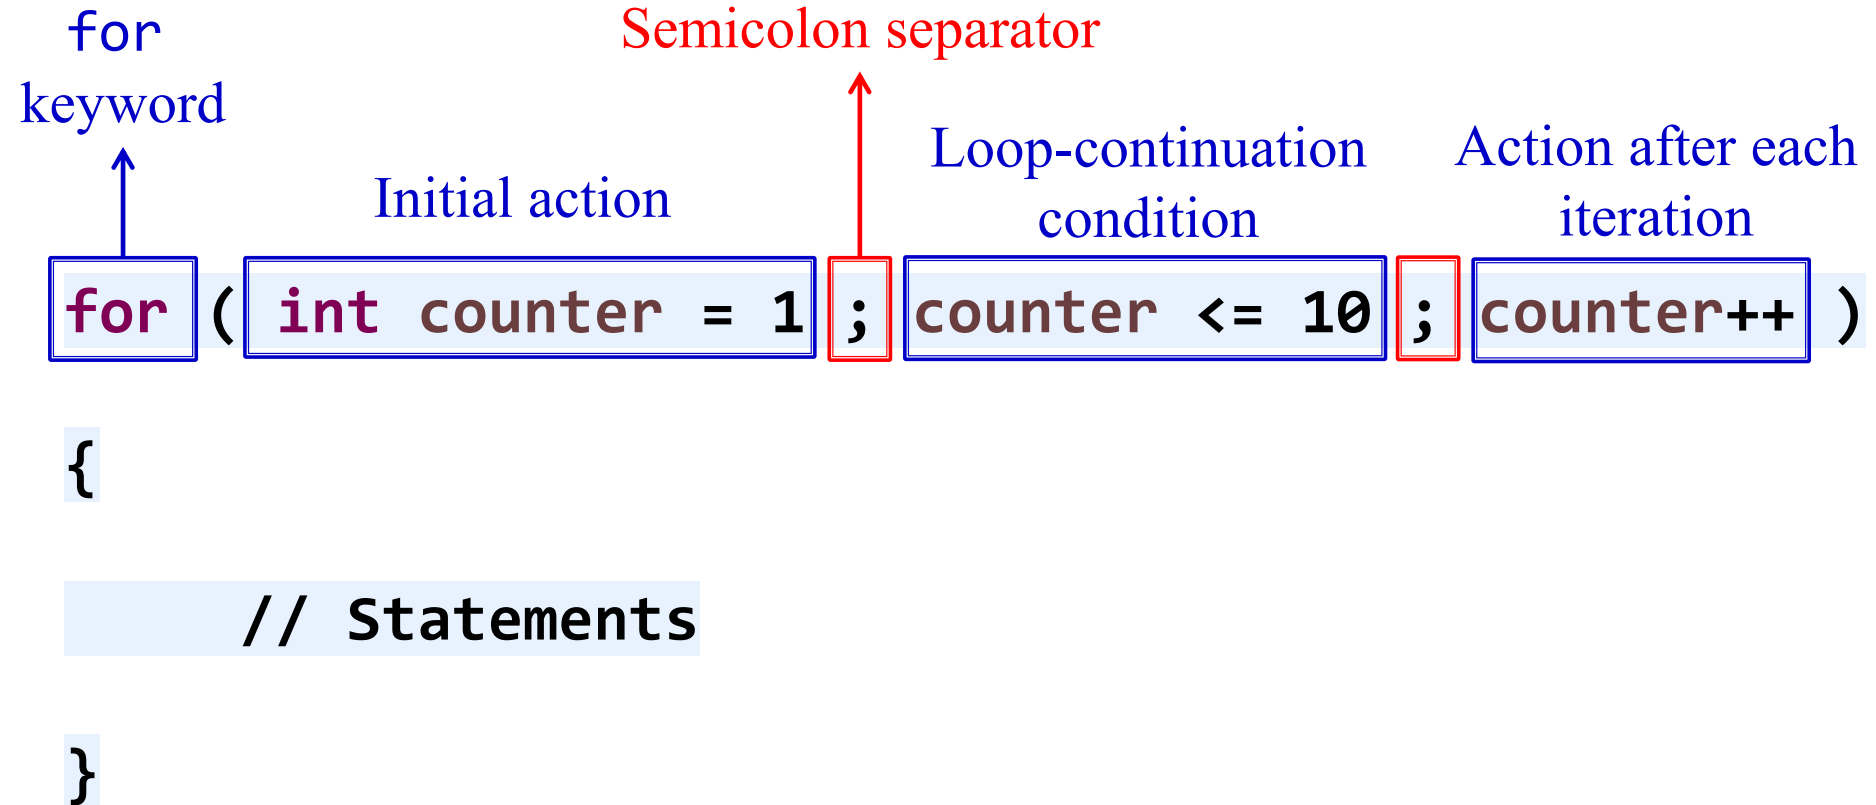 for
keyword
Semicolon separator
Initial action
Loop-continuation
condition
Action after each
iteration
for ( int counter = 1 ; counter <= 10 ; counter++ )
{
// Statements
}